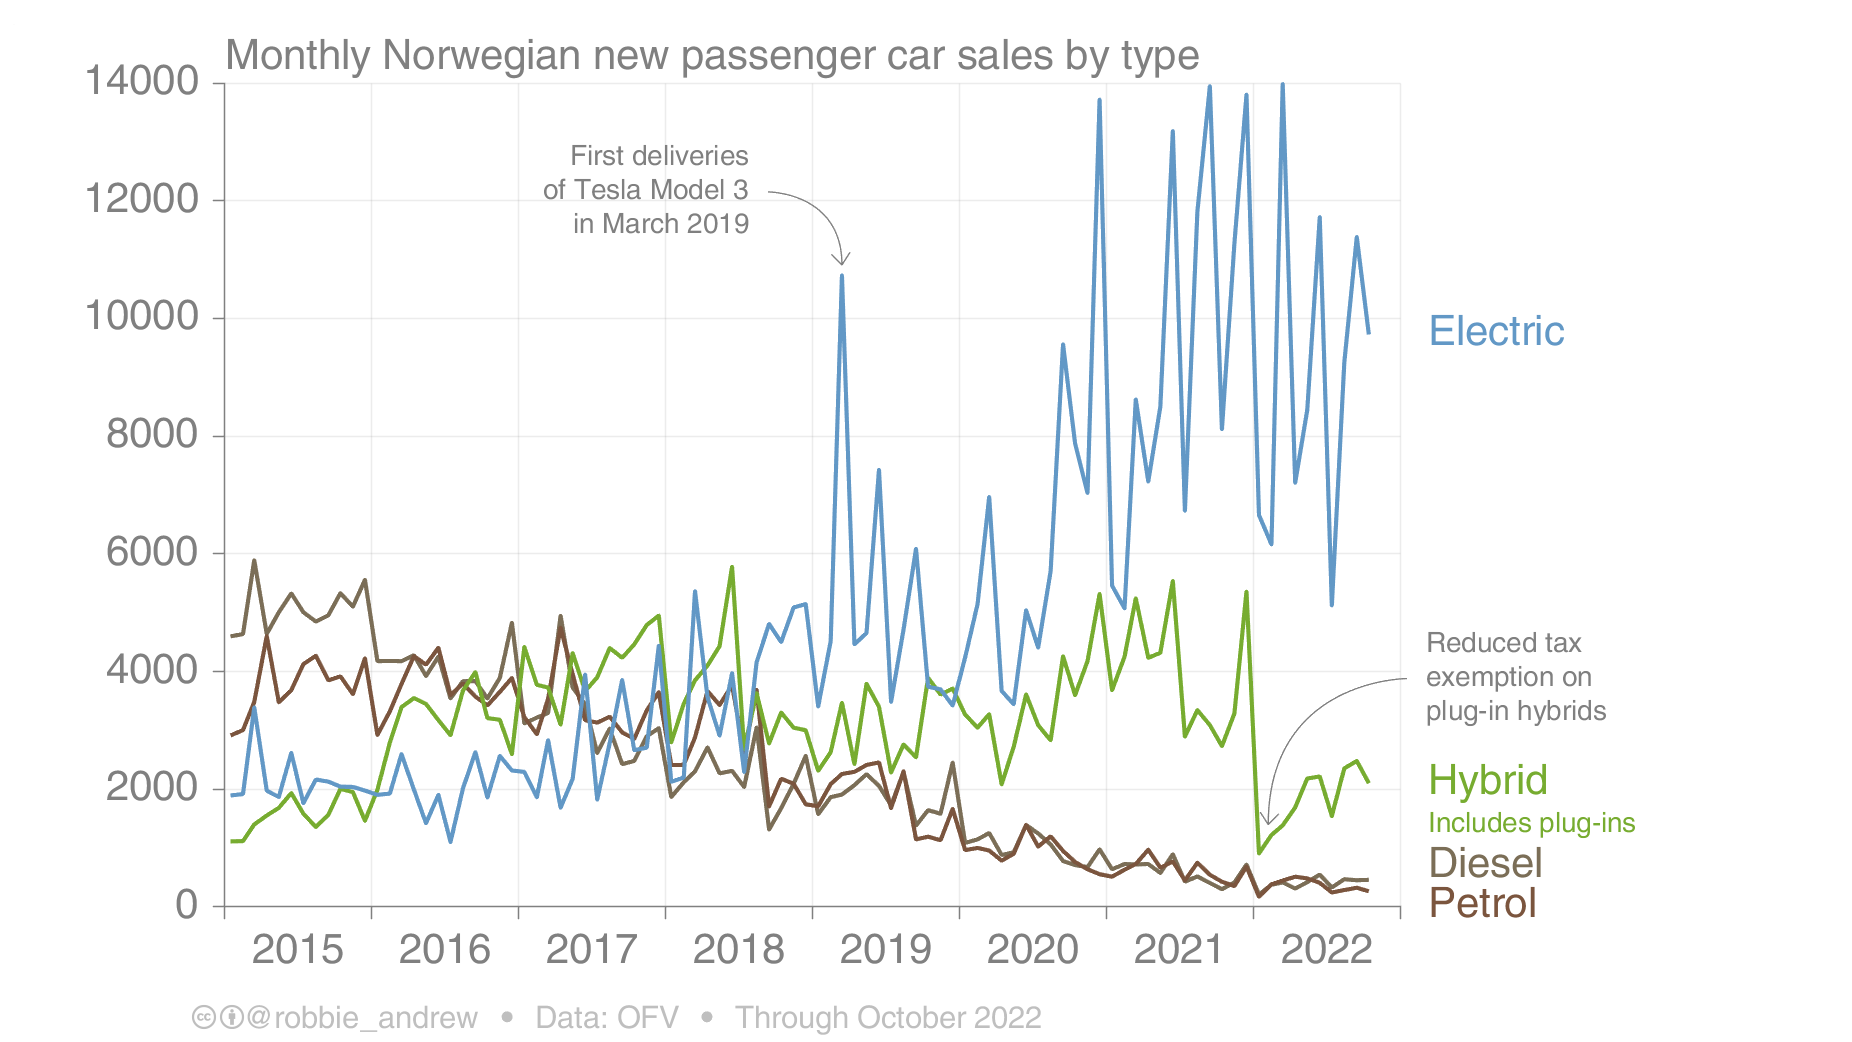 Monthly Norwegian new passenger car sales by type
14000
12000
10000
8000
6000
4000
2000
0
First deliveries
of Tesla Model 3
in March 2019
Electric
Reduced tax
exemption on
plug-in hybrids
Hybrid
Includes plug-ins
Diesel
Petrol
2015 2016 2017 2018 2019 2020 2021 2022
cc @robbie_andrew • Data: OFV • Through October 2022